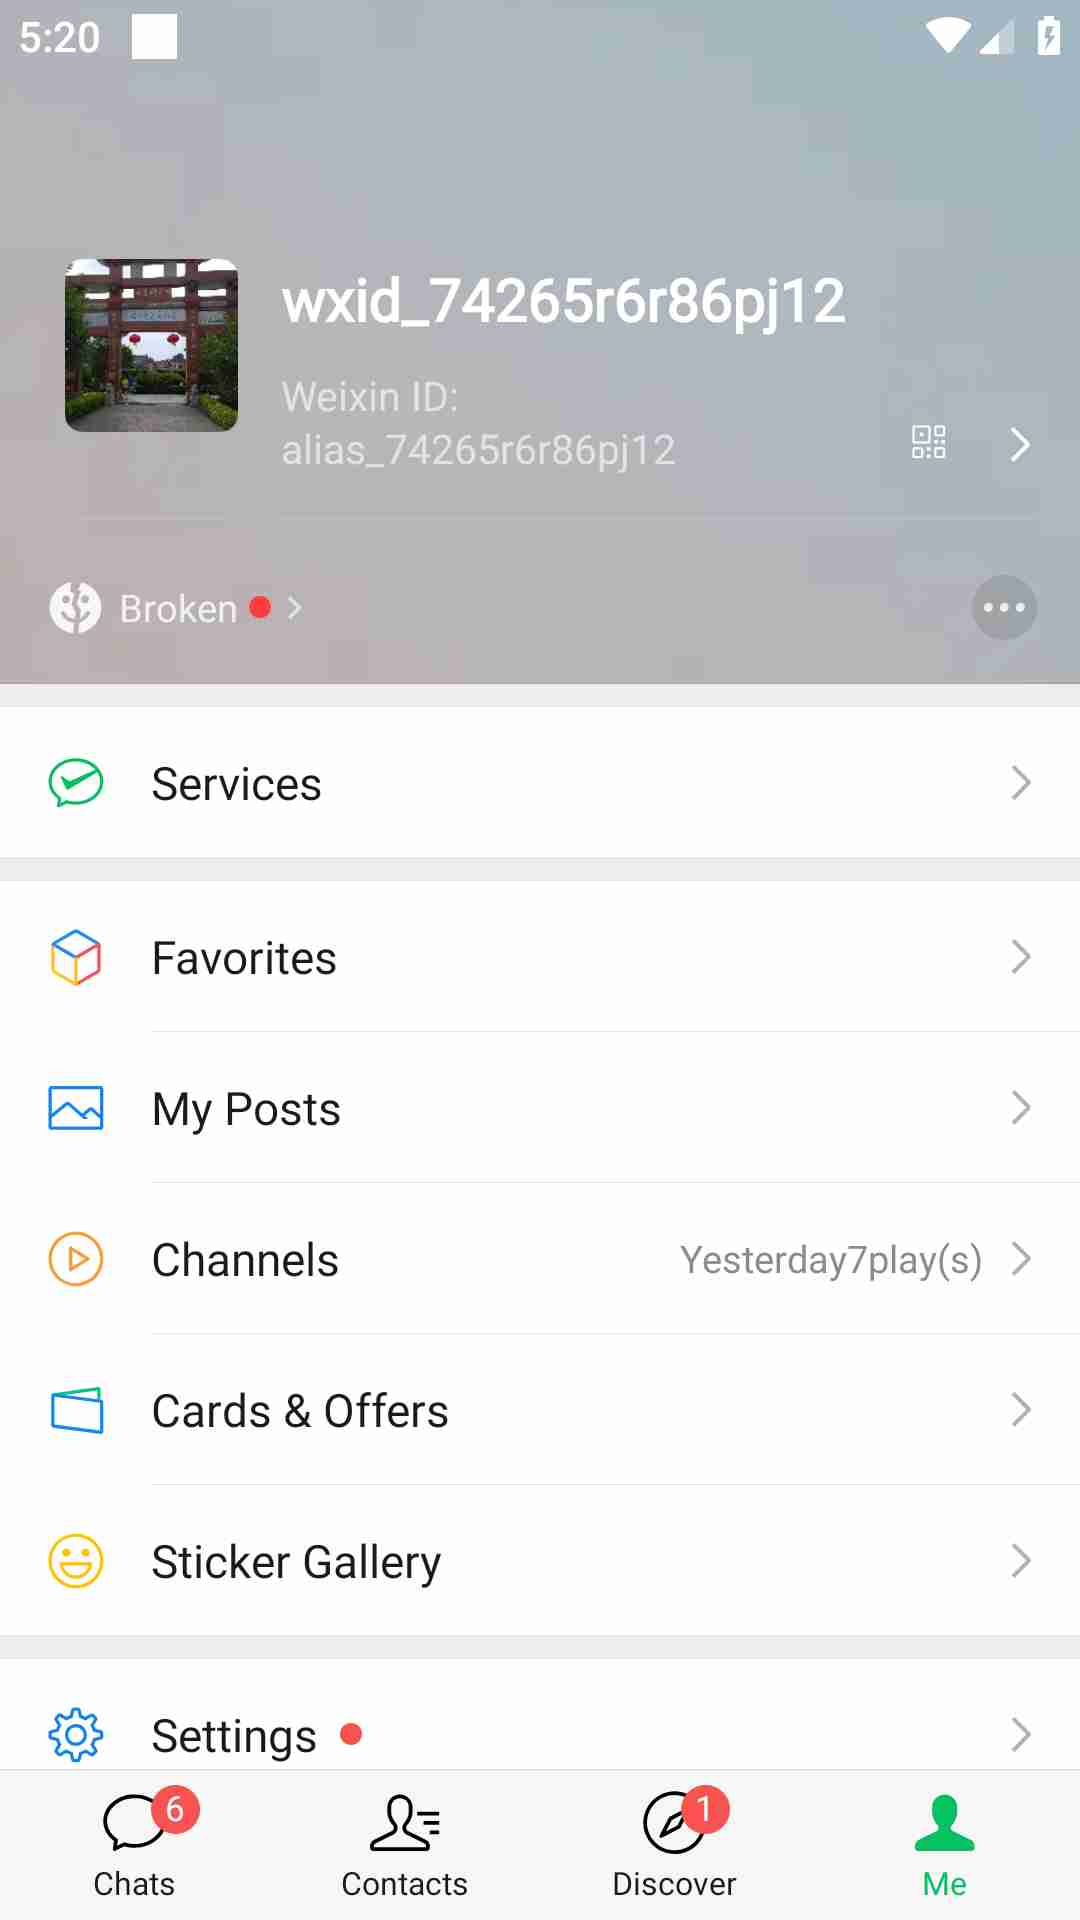 5:20
wxid_74265r6r86pj12
Weixin ID:
alias_74265r6r86pj12
Broken
Services
Favorites
My Posts
Channels
Yesterday7play(s)
Cards & Offers
Sticker Gallery
Settings
6
1
Chats
Contacts
Discover
Me